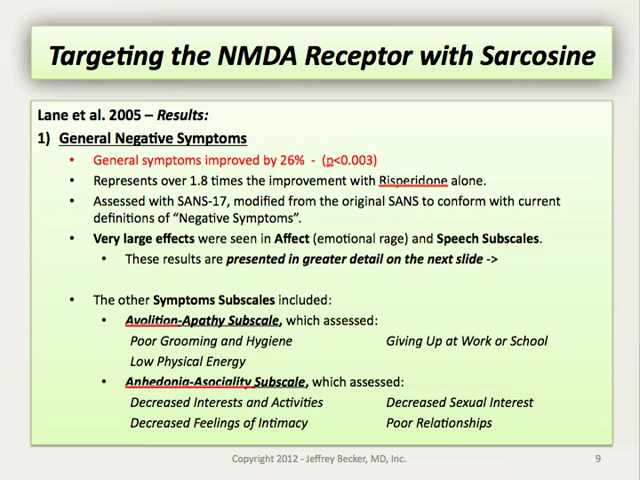 Targeting the NMDA Receptor with Sarcosine
Lane et al. 2005 – Results:
1) General Negative Symptoms
• General symptoms improved by 26% - (p<0.003)
• Represents over 1.8 times the improvement with Risperidone alone.
• Assessed with SANS-17, modified from the original SANS to conform with current
definitions of “Negative Symptoms”.
• Very large effects were seen in Affect (emotional rage) and Speech Subscales.
• These results are presented in greater detail on the next slide ->
• The other Symptoms Subscales included:
• Avolition-Apathy Subscale, which assessed:
Poor Grooming and Hygiene Giving Up at Work or School
Low Physical Energy
• Anhedonia-Asociality Subscale, which assessed:
Decreased Interests and Activities Decreased Sexual Interest
Decreased Feelings of Intimacy Poor Relationships
Copyright 2012 - Jeffrey Becker, MD, Inc. 9